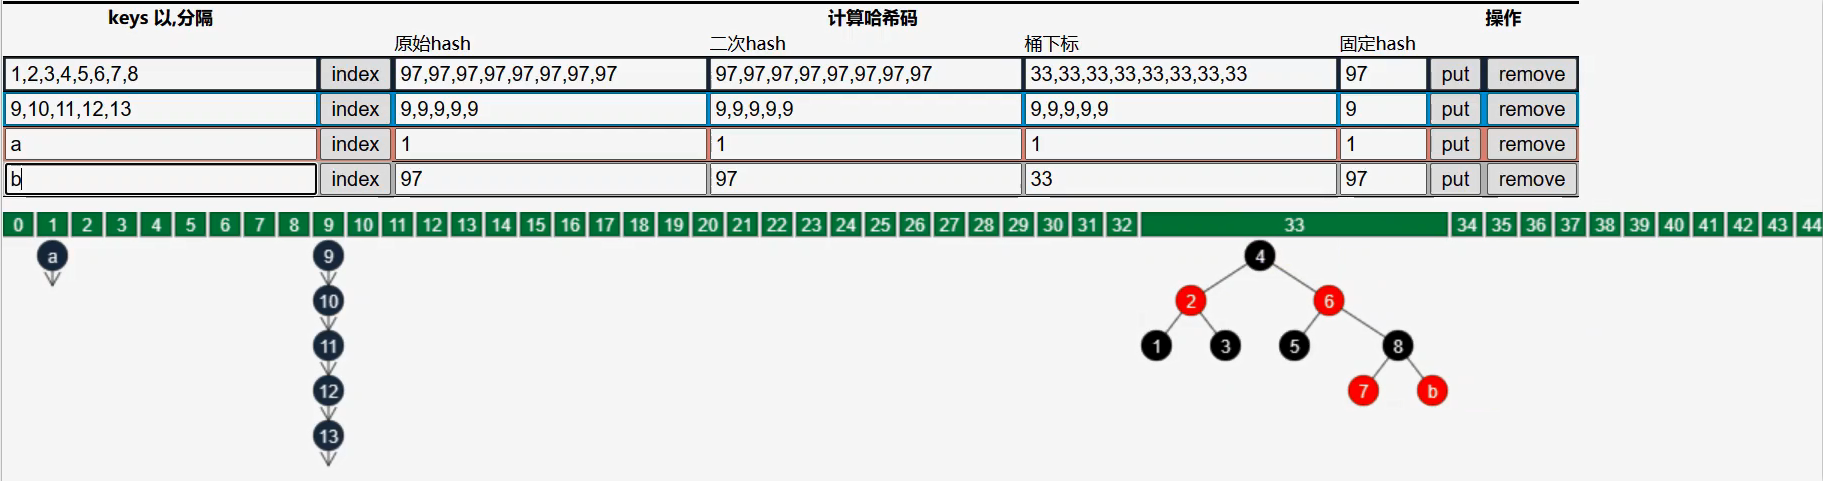 keys 以,分隔 计算哈希码 操作
原始hash 二次hash 桶下标 固定hash
1,2,3,4,5,6,7,8 index 97,97,97,97,97,97,97,97 97,97,97,97,97,97,97,97 33,33,33,33,33,33,33,33 97 put remove
9,10,11,12,13 index 9,9,9,9,9 9,9,9,9,9 9,9,9,9,9 9 put remove
a index 1 1 1 1 put remove
b index 97 97 33 97 put remove
0 1 2 3 4 5 6 7 8 9 10 11 12 13 14 15 16 17 18 19 20 21 22 23 24 25 26 27 28 29 30 31 32 33 34 35 36 37 38 39 40 41 42 43 44
a 9 4
10 2 6
11 1 3 5 8
12 7 b
13